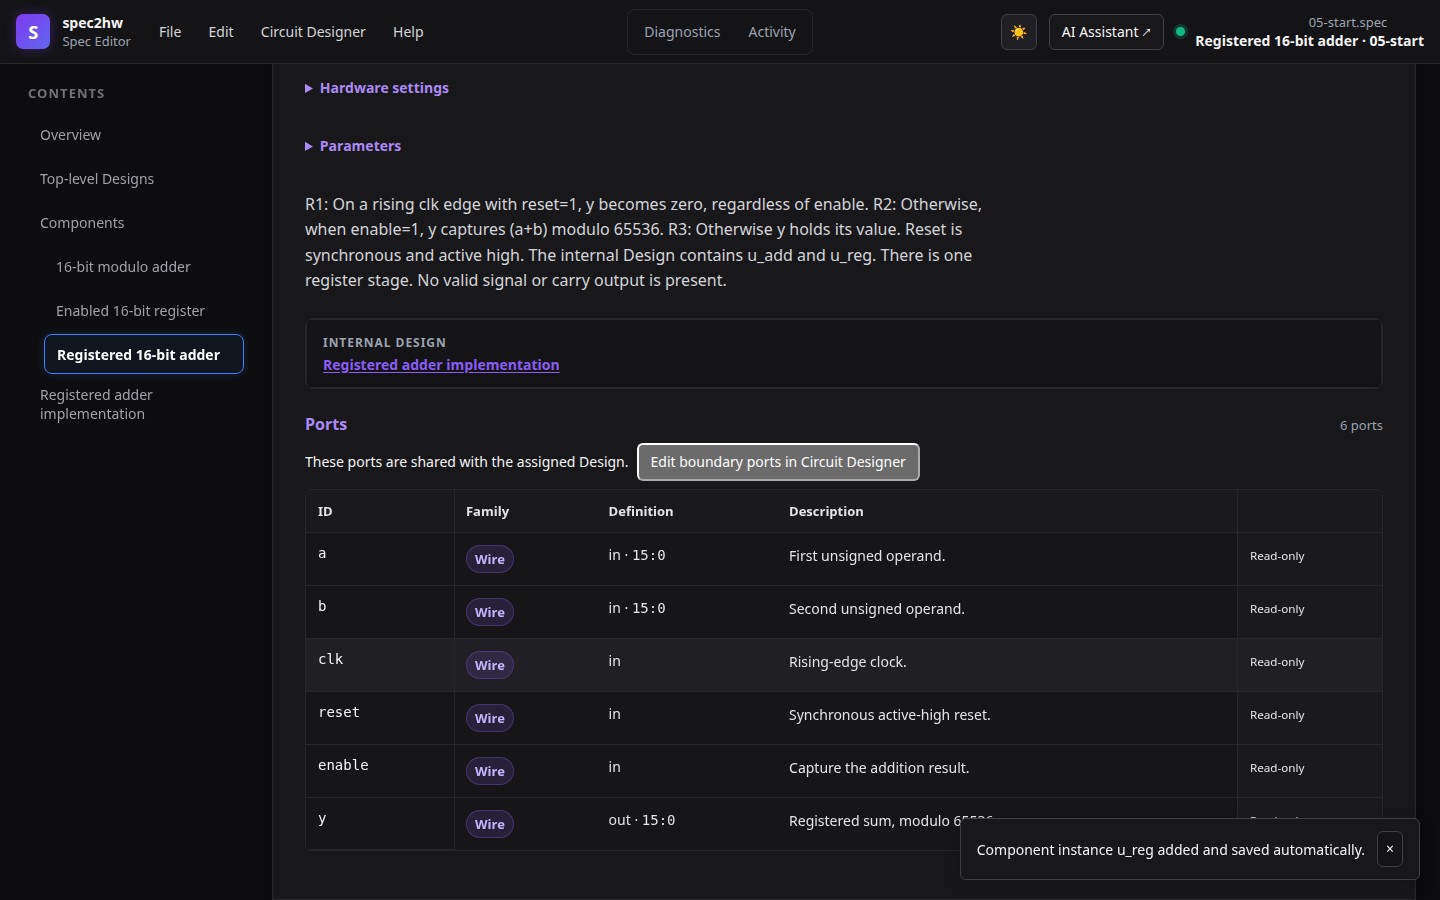 S
spec2hw
Spec Editor
File
Edit
Circuit Designer
Help
Diagnostics
Activity
AI Assistant ↗
05-start.spec
Registered 16-bit adder · 05-start
CONTENTS
Overview
Top-level Designs
Components
16-bit modulo adder
Enabled 16-bit register
Registered 16-bit adder
Registered adder
implementation
Hardware settings
Parameters
R1: On a rising clk edge with reset=1, y becomes zero, regardless of enable. R2: Otherwise,
when enable=1, y captures (a+b) modulo 65536. R3: Otherwise y holds its value. Reset is
synchronous and active high. The internal Design contains u_add and u_reg. There is one
register stage. No valid signal or carry output is present.
INTERNAL DESIGN
Registered adder implementation
Ports
6 ports
These ports are shared with the assigned Design.
Edit boundary ports in Circuit Designer
ID Family Definition Description
a Wire in · 15:0 First unsigned operand. Read-only
b Wire in · 15:0 Second unsigned operand. Read-only
clk Wire in Rising-edge clock. Read-only
reset Wire in Synchronous active-high reset. Read-only
enable Wire in Capture the addition result. Read-only
y Wire out · 15:0 Registered sum, modulo
Component instance u_reg added and saved automatically. ×